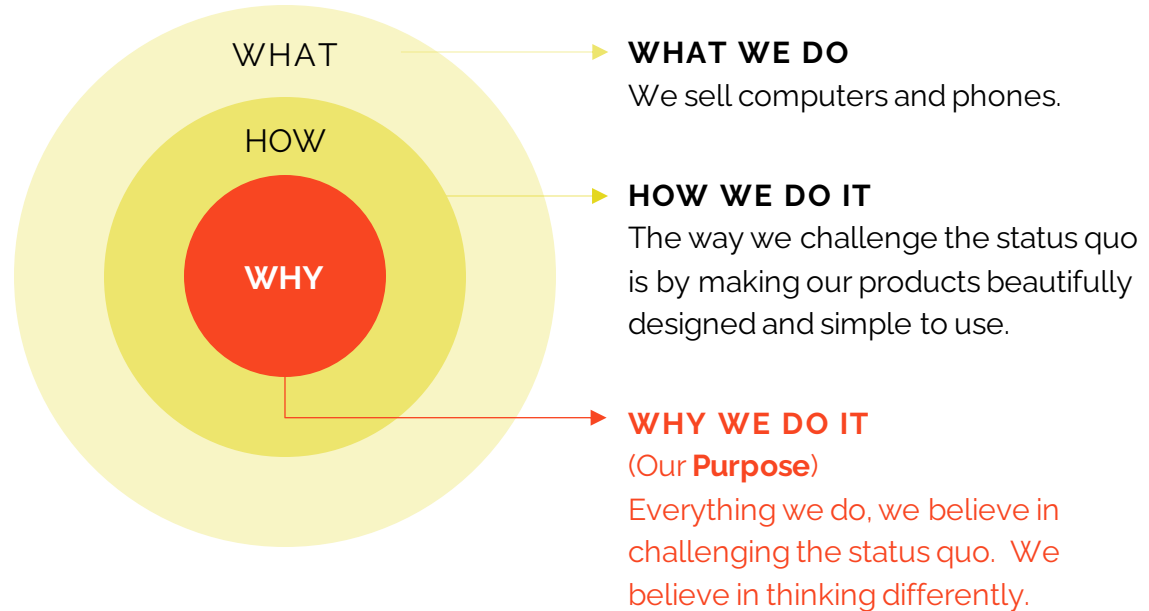 WHAT
HOW
WHY
WHAT WE DO
We sell computers and phones.
HOW WE DO IT
The way we challenge the status quo
is by making our products beautifully
designed and simple to use.
WHY WE DO IT
(Our Purpose)
Everything we do, we believe in
challenging the status quo.  We
believe in thinking differently.